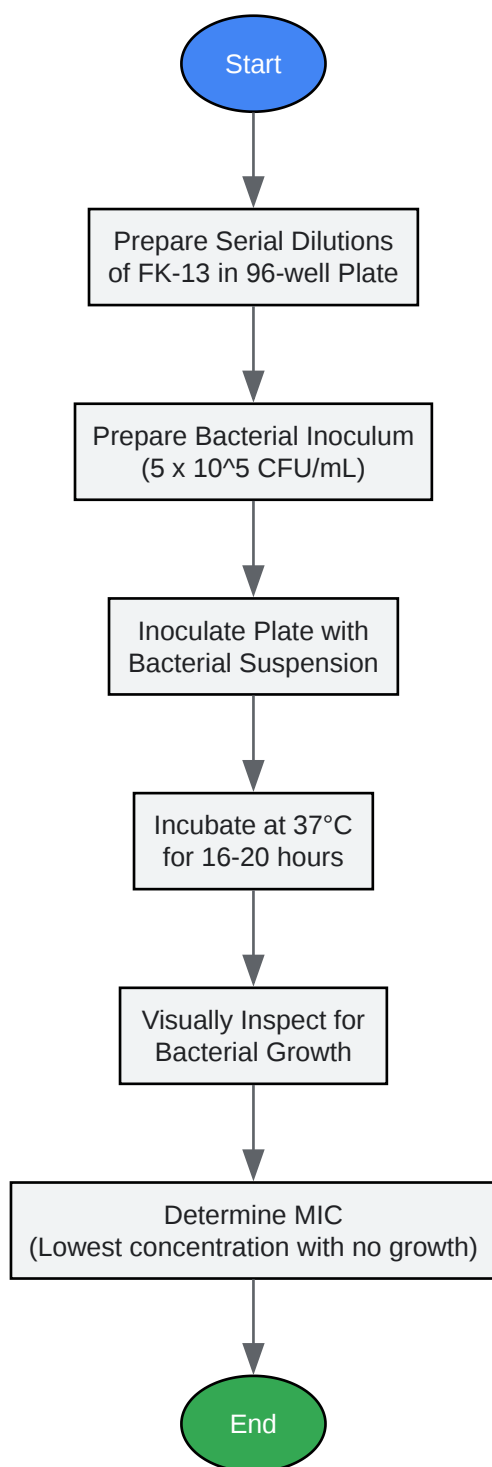 Start
Prepare Serial Dilutions
of FK-13 in 96-well Plate
Prepare Bacterial Inoculum
(5 x 10^5 CFU/mL)
Inoculate Plate with
Bacterial Suspension
Incubate at 37°C
for 16-20 hours
Visually Inspect for
Bacterial Growth
Determine MIC
(Lowest concentration with no growth)
End